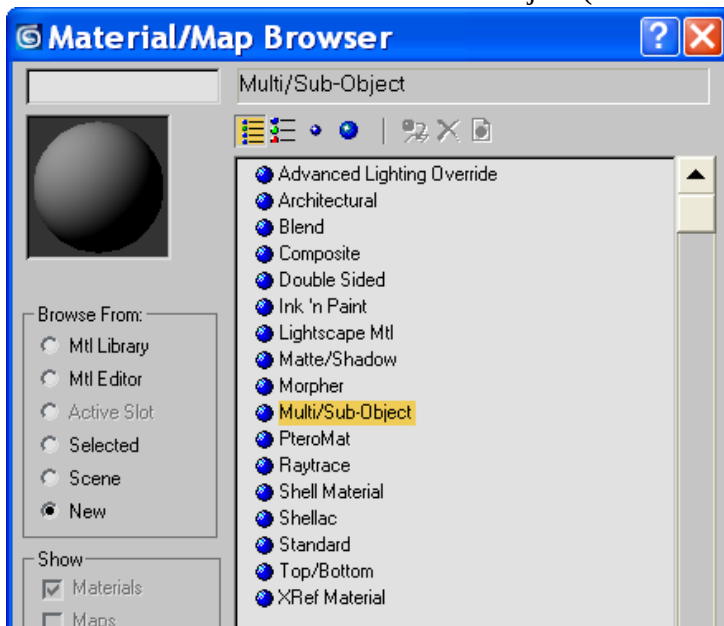 Material/Map Browser
Multi/Sub-Object
Advanced Lighting Override
Architectural
Blend
Composite
Double Sided
Ink 'n Paint
Lightscape Mtl
Matte/Shadow
Morpher
Multi/Sub-Object
PteroMat
Raytrace
Shell Material
Shellac
Standard
Top/Bottom
XRef Material
Browse From:
Mtl Library
Mtl Editor
Active Slot
Selected
Scene
New
Show
Materials
Maps